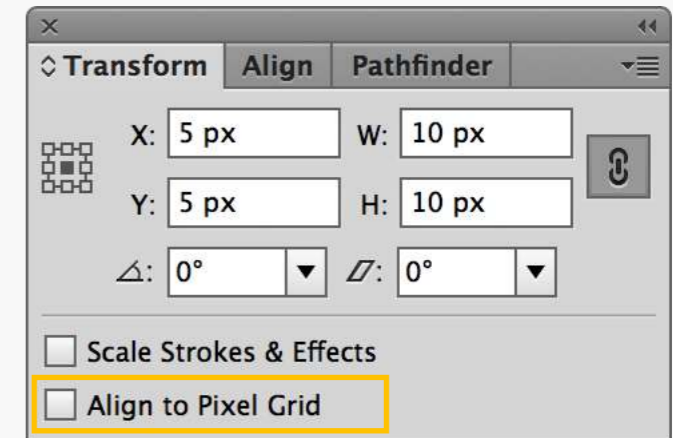 Transform Align Pathfinder
X: 5 px W: 10 px
Y: 5 px H: 10 px
0° 0°
Scale Strokes & Effects
Align to Pixel Grid